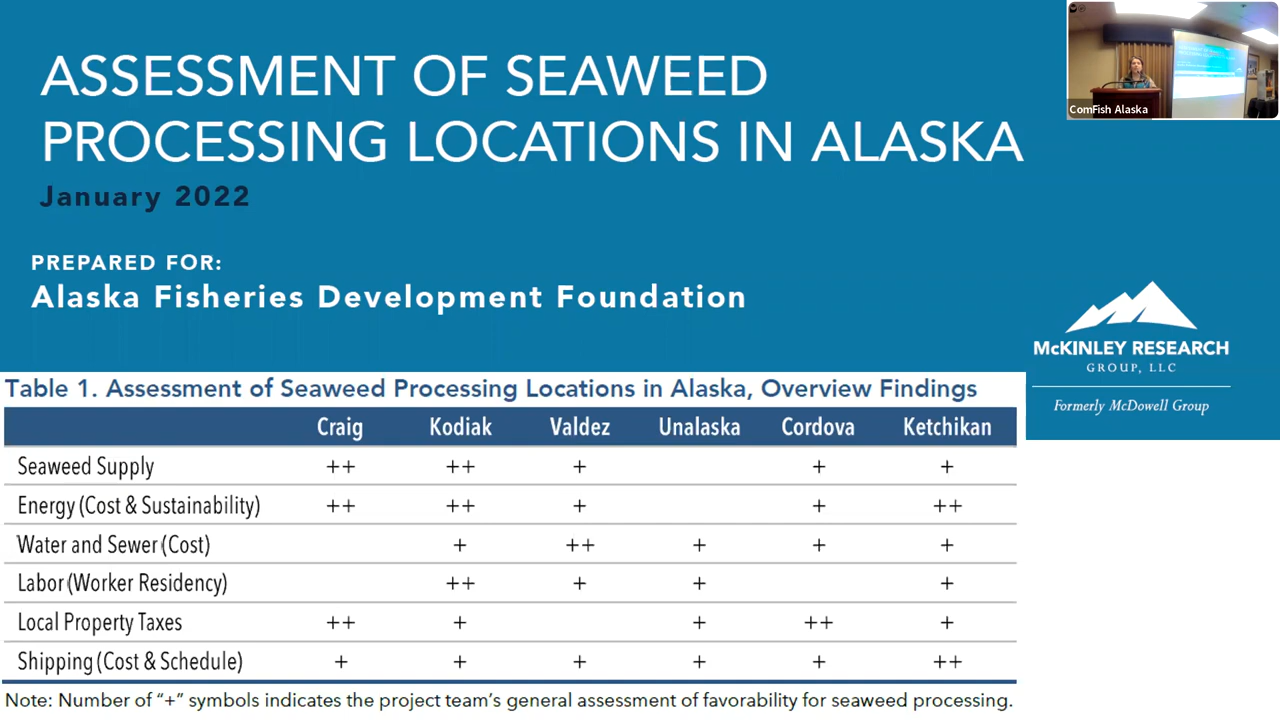 ASSESSMENT OF SEAWEED
PROCESSING LOCATIONS IN ALASKA
January 2022
PREPARED FOR:
Alaska Fisheries Development Foundation
ComFish Alaska
McKINLEY RESEARCH
GROUP, LLC
Formerly McDowell Group
Table 1. Assessment of Seaweed Processing Locations in Alaska, Overview Findings
Craig Kodiak Valdez Unalaska Cordova Ketchikan
Seaweed Supply ++ ++ + + +
Energy (Cost & Sustainability) ++ ++ + + ++
Water and Sewer (Cost) + ++ + + +
Labor (Worker Residency) ++ + + +
Local Property Taxes ++ + + ++ +
Shipping (Cost & Schedule) + + + + + ++
Note: Number of “+” symbols indicates the project team’s general assessment of favorability for seaweed processing.